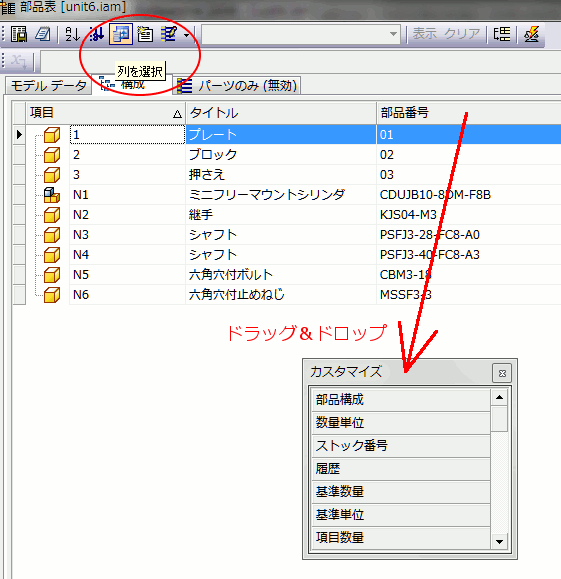 部品表 [unit6.iam]
表示 クリア
列を選択
モデル データ 構成 パーツのみ (無効)
項目 タイトル 部品番号
1 プレート 01
2 ブロック 02
3 押さえ 03
N1 ミニフリーマウントシリンダ CDUJB10-8DM-F8B
N2 継手 KJS04-M3
N3 シャフト PSFJ3-28-FC8-A0
N4 シャフト PSFJ3-40-FC8-A3
N5 六角穴付ボルト CBM3-18
N6 六角穴付止めねじ MSSF3-3
ドラッグ&ドロップ
カスタマイズ
部品構成
数量単位
ストック番号
履歴
基準数量
基準単位
項目数量